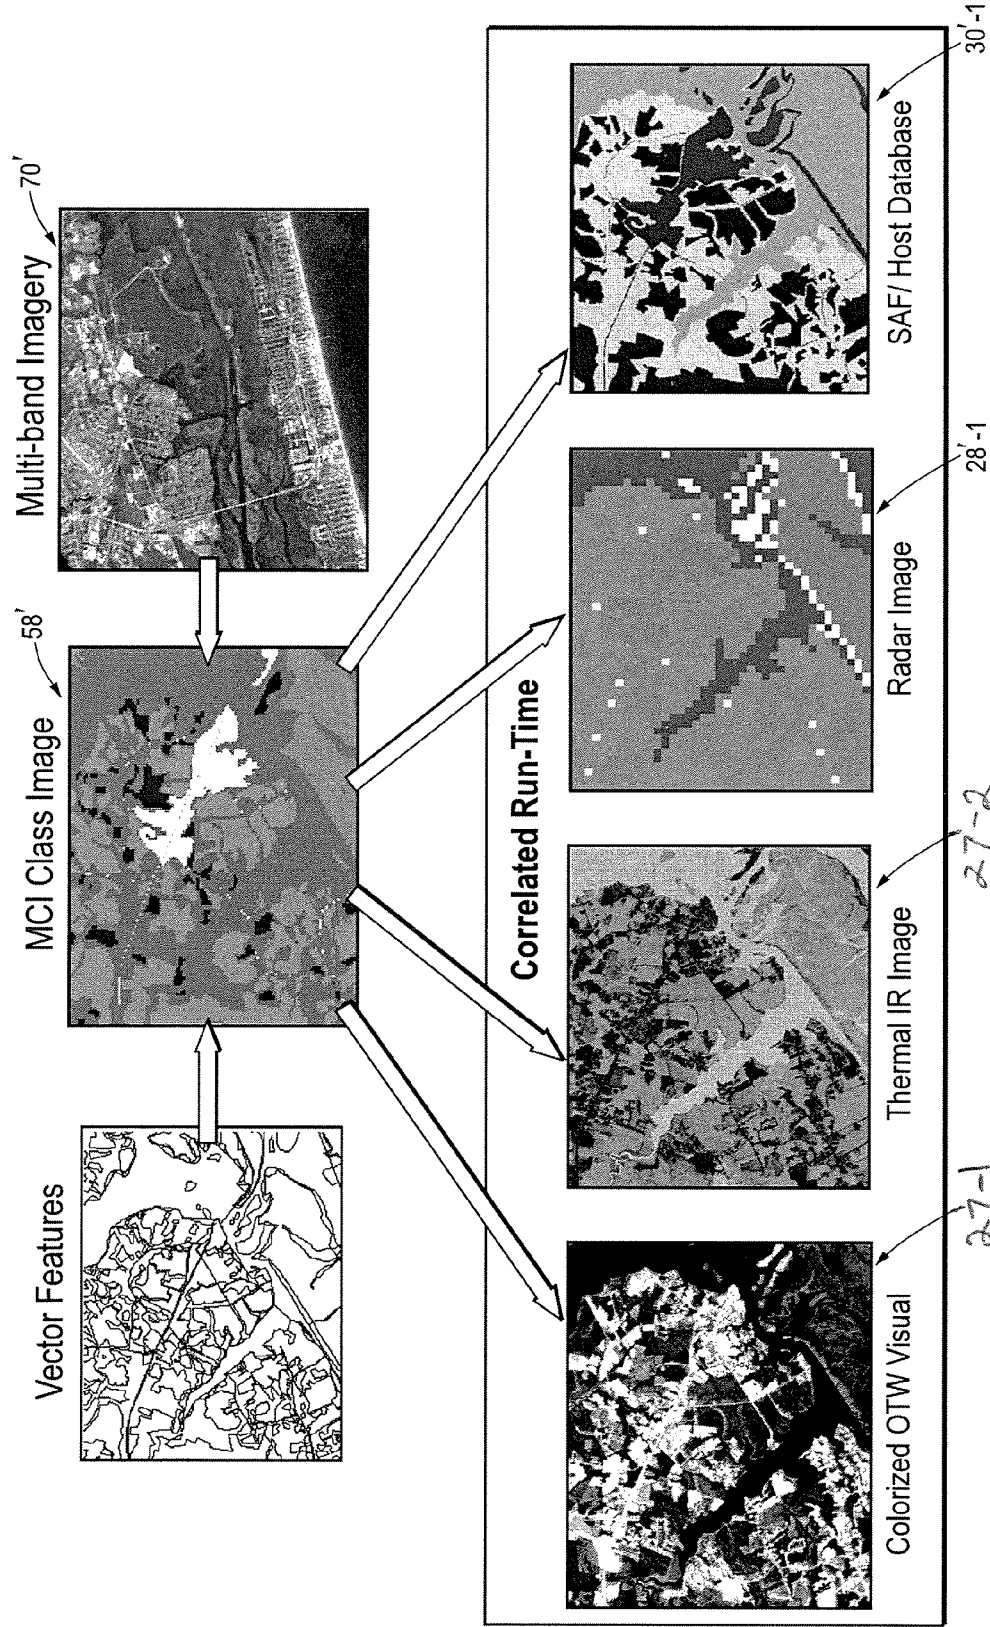 Vector Features
MCI Class Image
58'
Multi-band Imagery
70'
Correlated Run-Time
Colorized OTW Visual
27-1
Thermal IR Image
27-2
Radar Image
28'-1
SAF/ Host Database
30'-1